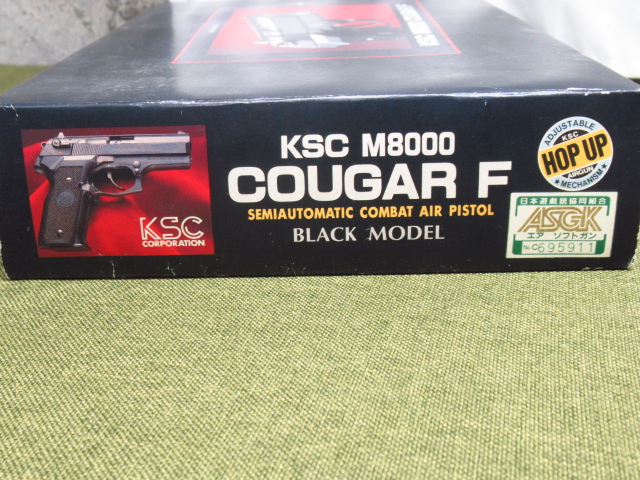 KSC M8000
COUGAR F
SEMIAUTOMATIC COMBAT AIR PISTOL
BLACK MODEL
KSC
CORPORATION
ADJUSTABLE
KSC
HOP UP
AIRGUN
MECHANISM
日本遊戯銃協同組合
ASGK
エアソフトガン
No.C695911